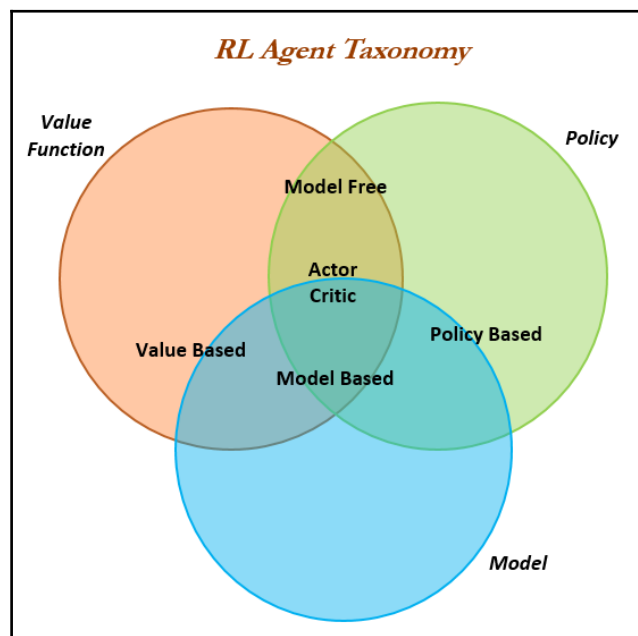 RL Agent Taxonomy
Value
Function
Policy
Model Free
Actor
Critic
Value Based
Policy Based
Model Based
Model